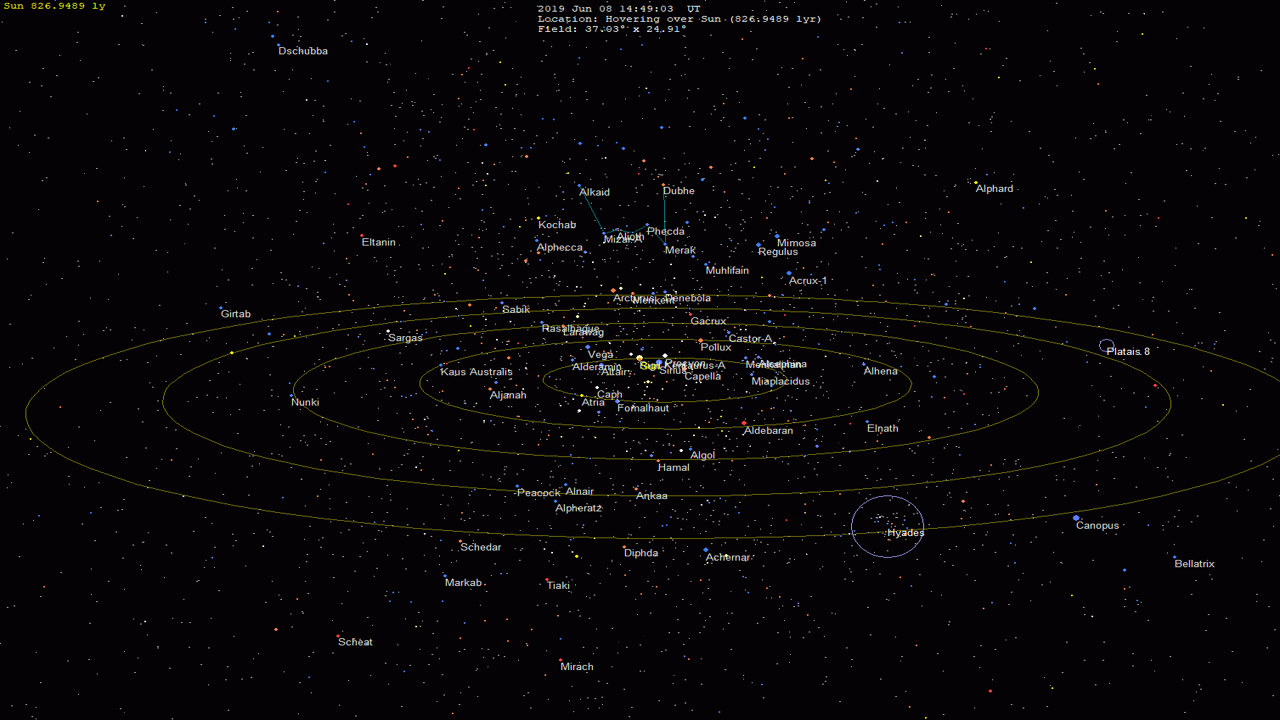 Sun 826.9489 ly
2019 Jun 08 14:49:03 UT
Location: Hovering over Sun (826.9489 lyr)
Field: 37.03° x 24.91°
Dschubba
Alkaid
Dubhe
Alphard
Kochab
Phecda
Mizar-A
Alioth
Eltanin
Alphecca
Merak
Mimosa
Regulus
Muhlifain
Acrux-1
Arcturus
Menkent
Denebola
Girtab
Sabik
Gacrux
Rasalhague
Sargas
Castor-A
Pollux
Platais 8
Vega
Alderamin
Altair
Sun
Procyon
Sirius
Capella
Kaus Australis
Miaplacidus
Alhena
Aljanah
Caph
Atria
Fomalhaut
Nunki
Aldebaran
Elnath
Algol
Hamal
Peacock
Alnair
Ankaa
Alpheratz
Canopus
Hyades
Schedar
Diphda
Achernar
Bellatrix
Markab
Tiaki
Scheat
Mirach